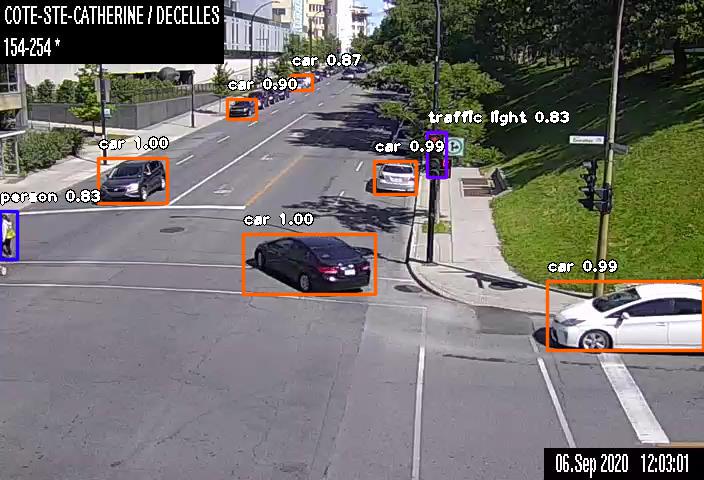 COTE-STE-CATHERINE / DECELLES
154-254 *
car 0.87
car 0.90
traffic light 0.83
car 1.00
car 0.99
person 0.83
car 1.00
car 0.99
06.Sep 2020 12:03:01